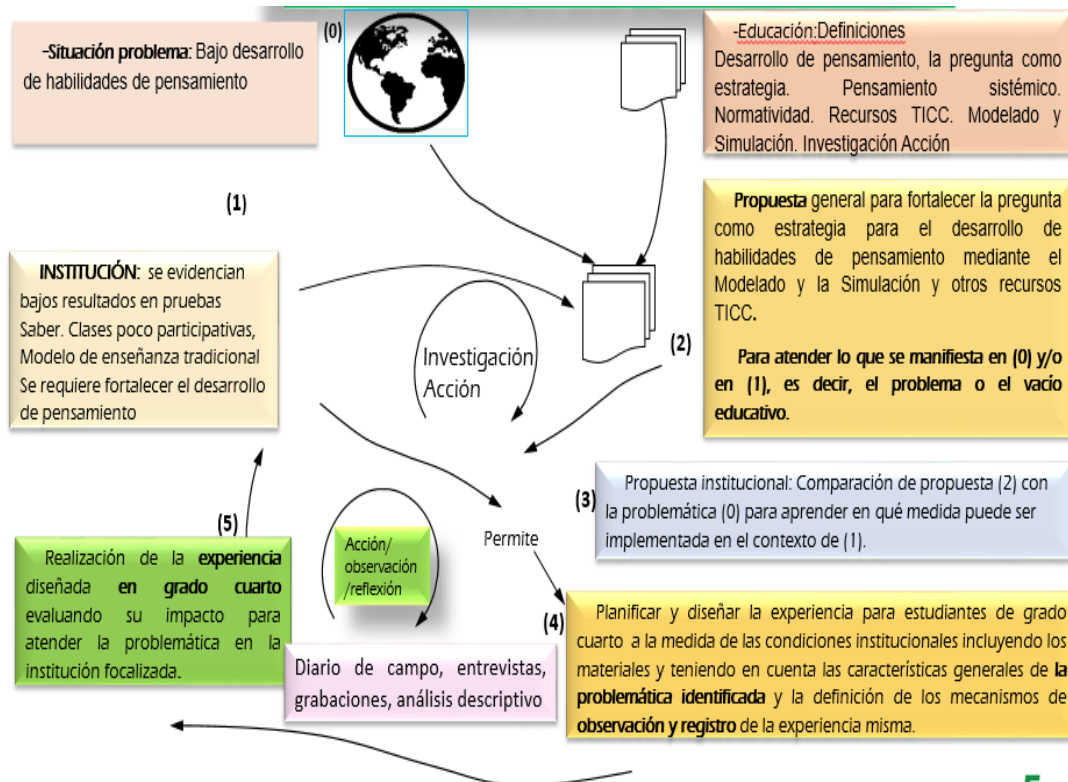 (0)
-Situación problema: Bajo desarrollo
de habilidades de pensamiento
-Educación:Definiciones
Desarrollo de pensamiento, la pregunta como
estrategia. Pensamiento sistémico.
Normatividad. Recursos TICC. Modelado y
Simulación. Investigación Acción
(1)
INSTITUCIÓN: se evidencian
bajos resultados en pruebas
Saber. Clases poco participativas,
Modelo de enseñanza tradicional
Se requiere fortalecer el desarrollo
de pensamiento
Investigación
Acción
(2)
Propuesta general para fortalecer la pregunta
como estrategia para el desarrollo de
habilidades de pensamiento mediante el
Modelado y la Simulación y otros recursos
TICC.
Para atender lo que se manifiesta en (0) y/o
en (1), es decir, el problema o el vacío
educativo.
(3)
Propuesta institucional: Comparación de propuesta (2) con
la problemática (0) para aprender en qué medida puede ser
implementada en el contexto de (1).
Permite
(4)
Planificar y diseñar la experiencia para estudiantes de grado
cuarto a la medida de las condiciones institucionales incluyendo los
materiales y teniendo en cuenta las características generales de la
problemática identificada y la definición de los mecanismos de
observación y registro de la experiencia misma.
(5)
Realización de la experiencia
diseñada en grado cuarto
evaluando su impacto para
atender la problemática en la
institución focalizada.
Acción/
observación
/reflexión
Diario de campo, entrevistas,
grabaciones, análisis descriptivo